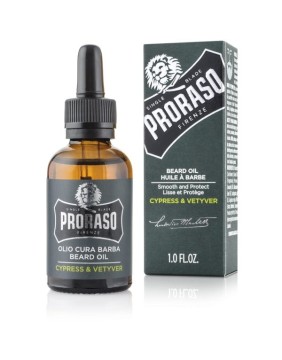 SINGLE BLADE
PRORASO
FIRENZE
OLIO CURA BARBA
BEARD OIL
CYPRESS & VETYVER
SINGLE BLADE
PRORASO
FIRENZE
BEARD OIL
HUILE À BARBE
Smooth and Protect
Lisse et Protège
CYPRESS & VETYVER
1.0 FL.OZ.